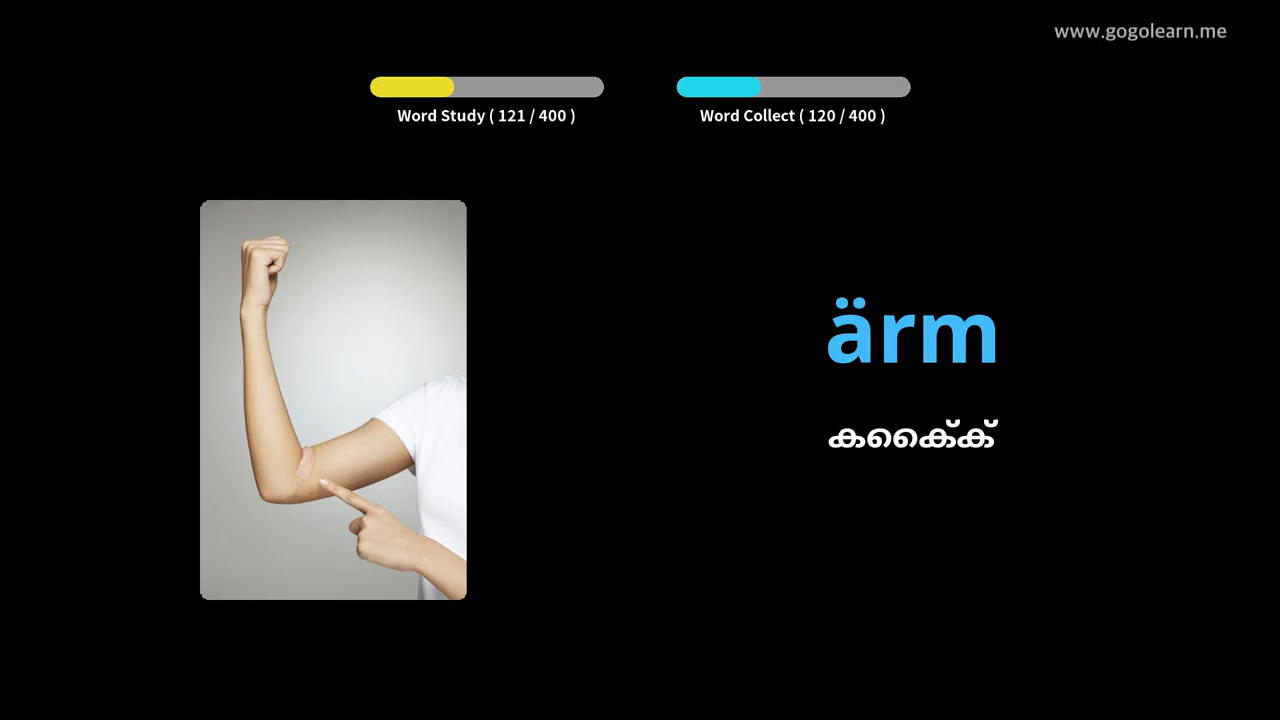 www.gogolearn.me
Word Study ( 121 / 400 )
Word Collect ( 120 / 400 )
ärm
കകൈ്ക്